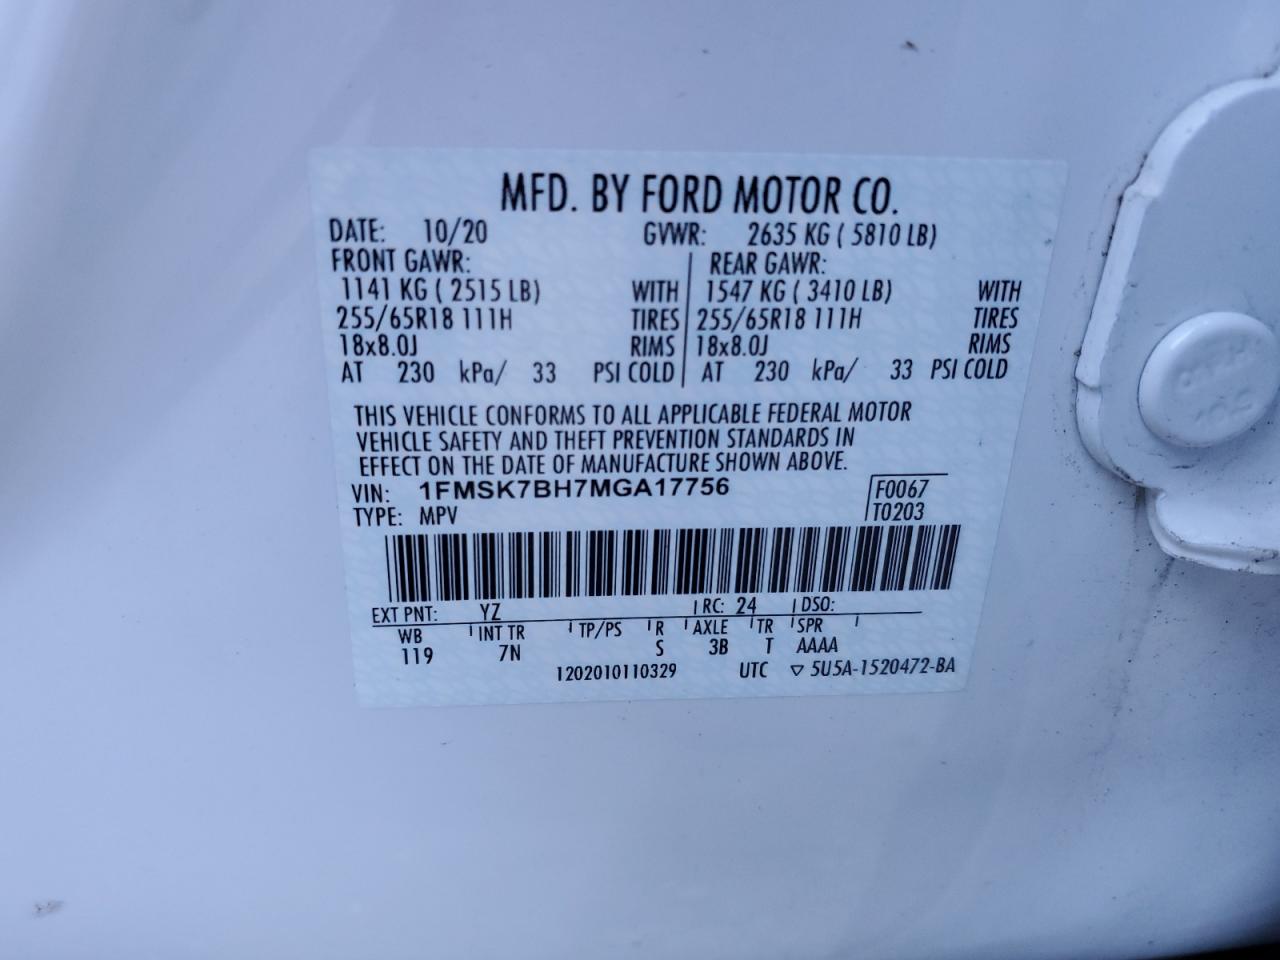 MFD. BY FORD MOTOR CO.
DATE: 10/20 GVWR: 2635 KG ( 5810 LB)
FRONT GAWR: REAR GAWR:
1141 KG ( 2515 LB) WITH 1547 KG ( 3410 LB) WITH
255/65R18 111H TIRES 255/65R18 111H TIRES
18x8.0J RIMS 18x8.0J RIMS
AT 230 kPa/ 33 PSI COLD AT 230 kPa/ 33 PSI COLD
THIS VEHICLE CONFORMS TO ALL APPLICABLE FEDERAL MOTOR
VEHICLE SAFETY AND THEFT PREVENTION STANDARDS IN
EFFECT ON THE DATE OF MANUFACTURE SHOWN ABOVE.
VIN: 1FMSK7BH7MGA17756 F0067
TYPE: MPV T0203
EXT PNT: YZ RC: 24 DSO:
WB INT TR TP/PS R AXLE TR SPR
119 7N S 3B T AAAA
1202010110329 UTC ▽ 5U5A-1520472-BA